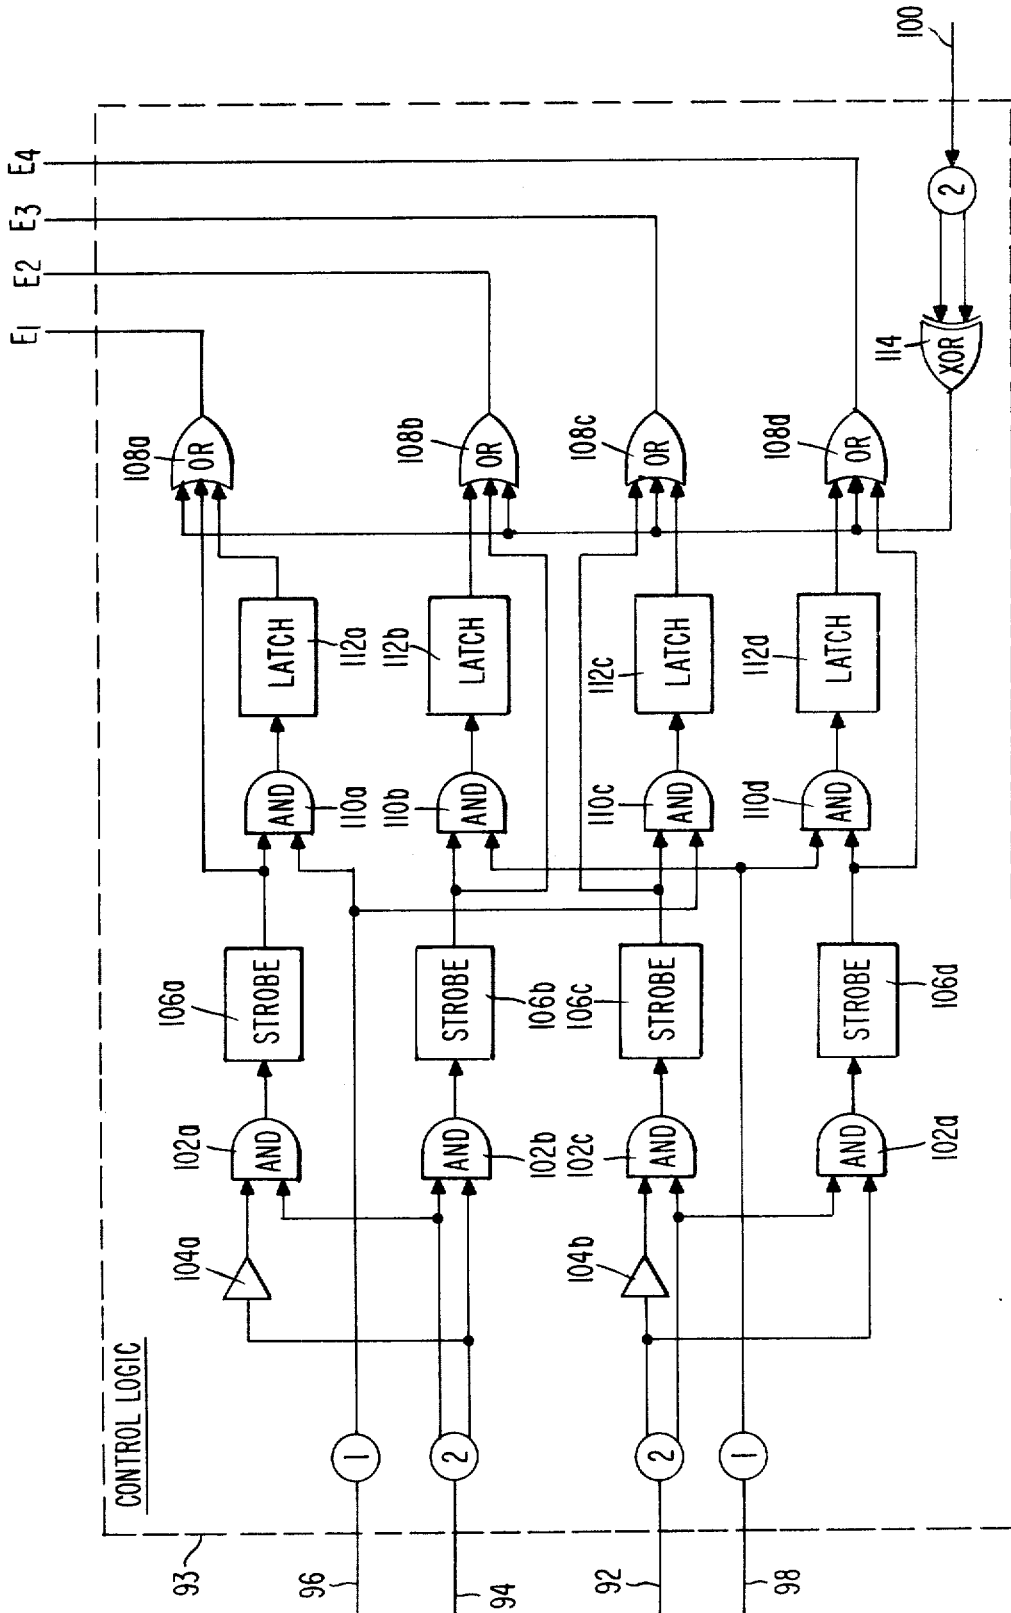 CONTROL LOGIC
93
96
94
92
98
1
2
2
1
104a
104b
102a
AND
AND
102b
102c
AND
AND
102d
106a
STROBE
STROBE
106b
106c
STROBE
STROBE
106d
AND
110a
110b
AND
110c
AND
110d
AND
LATCH
112a
112b
LATCH
112c
LATCH
112d
LATCH
108a
OR
108b
OR
108c
OR
108d
OR
114
XOR
2
100
E1
E2
E3
E4